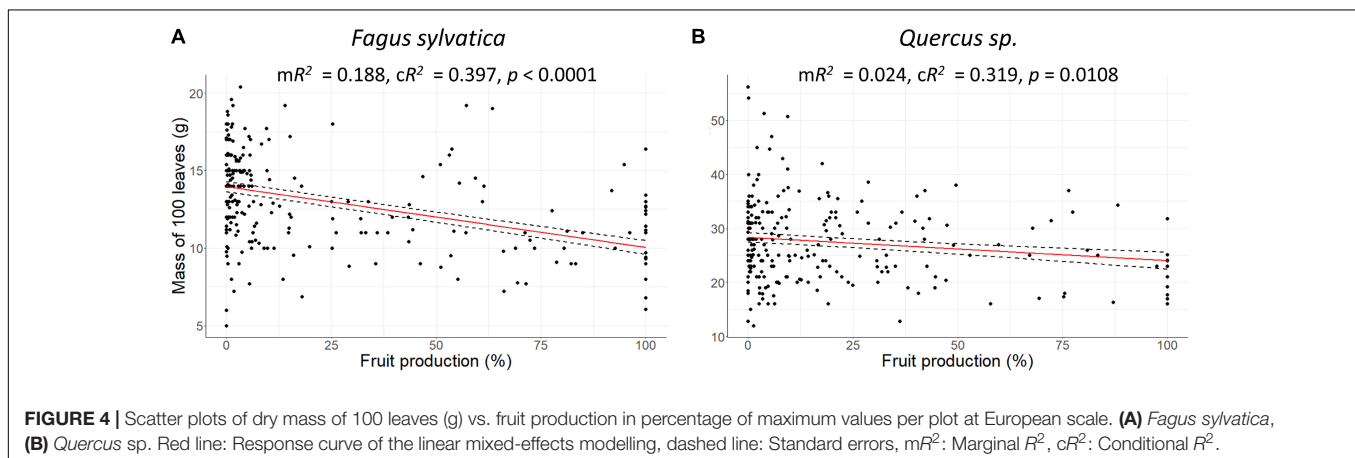 A
Fagus sylvatica
mR² = 0.188, cR² = 0.397, p < 0.0001
20
15
10
5
Mass of 100 leaves (g)
0
25
50
75
100
Fruit production (%)
B
Quercus sp.
mR² = 0.024, cR² = 0.319, p = 0.0108
50
40
30
20
10
0
25
50
75
100
Fruit production (%)
FIGURE 4 | Scatter plots of dry mass of 100 leaves (g) vs. fruit production in percentage of maximum values per plot at European scale. (A) Fagus sylvatica,
(B) Quercus sp. Red line: Response curve of the linear mixed-effects modelling, dashed line: Standard errors, mR²: Marginal R², cR²: Conditional R².